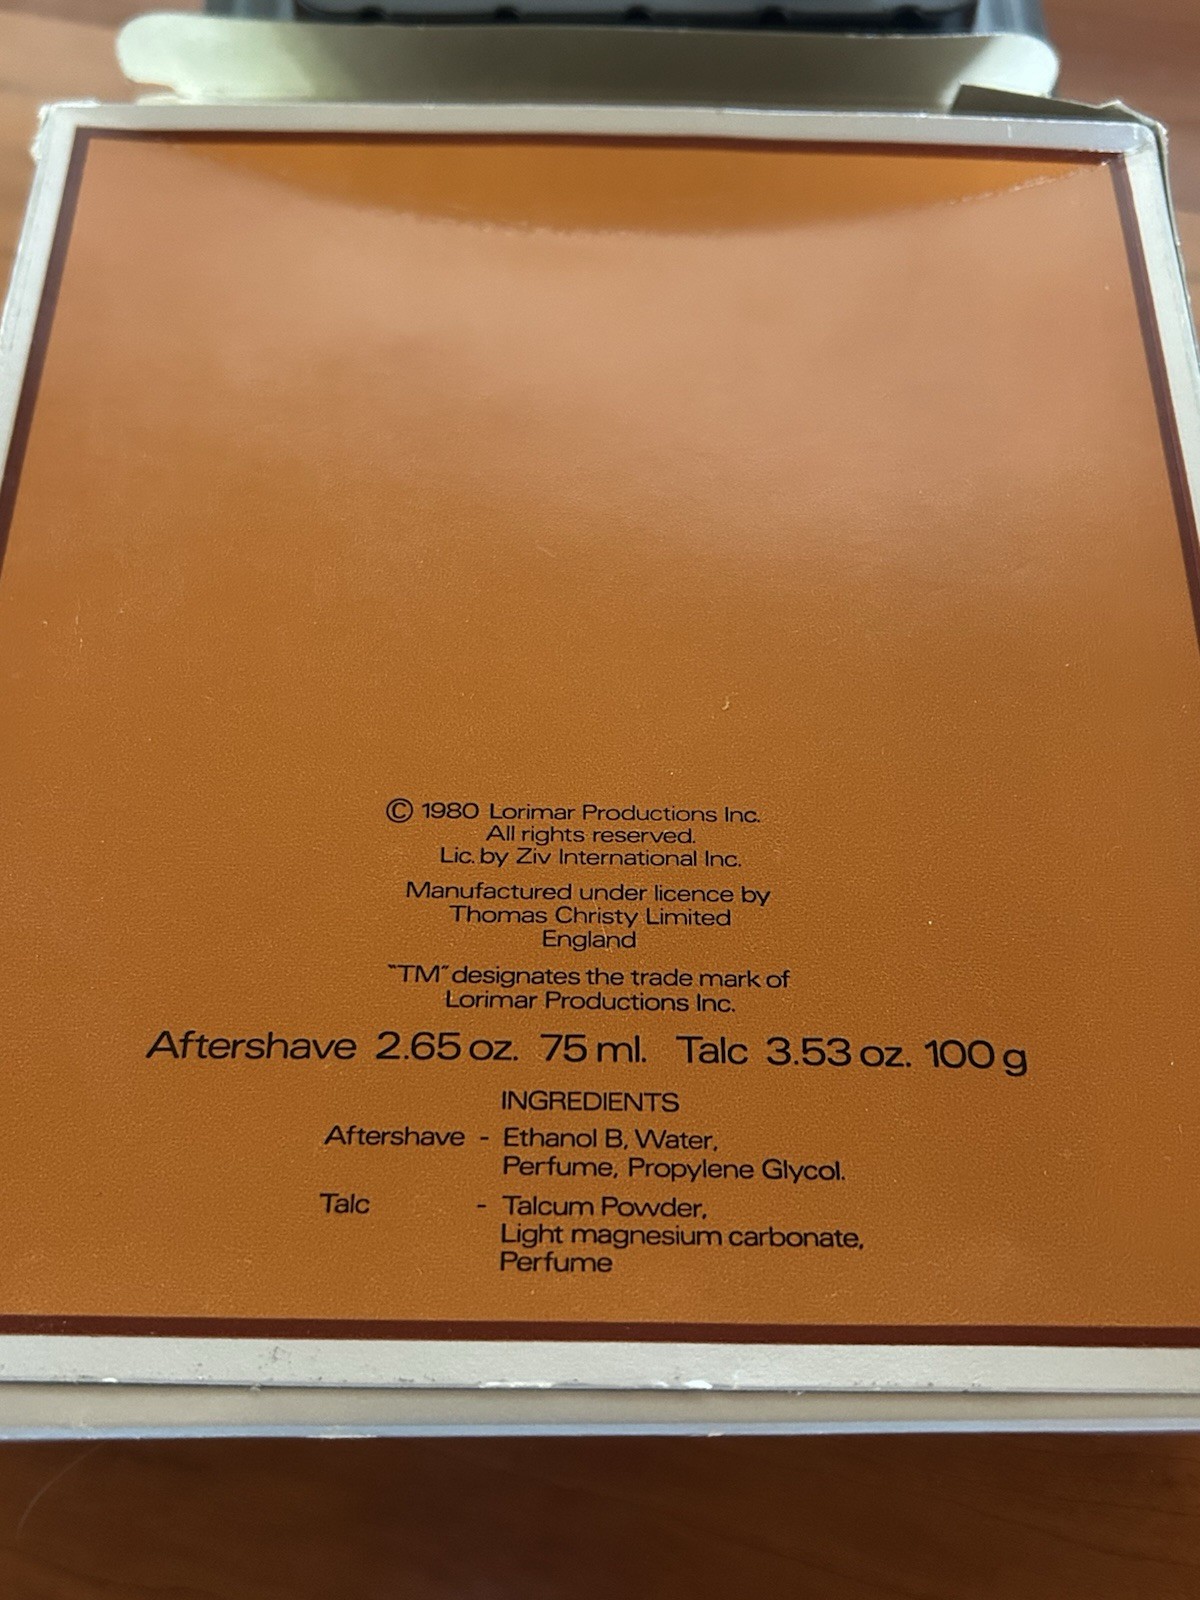 © 1980 Lorimar Productions Inc.
All rights reserved.
Lic. by Ziv International Inc.
Manufactured under licence by
Thomas Christy Limited
England
"TM" designates the trade mark of
Lorimar Productions Inc.
Aftershave 2.65 oz. 75 ml. Talc 3.53 oz. 100 g
INGREDIENTS
Aftershave - Ethanol B, Water,
Perfume, Propylene Glycol.
Talc - Talcum Powder,
Light magnesium carbonate,
Perfume